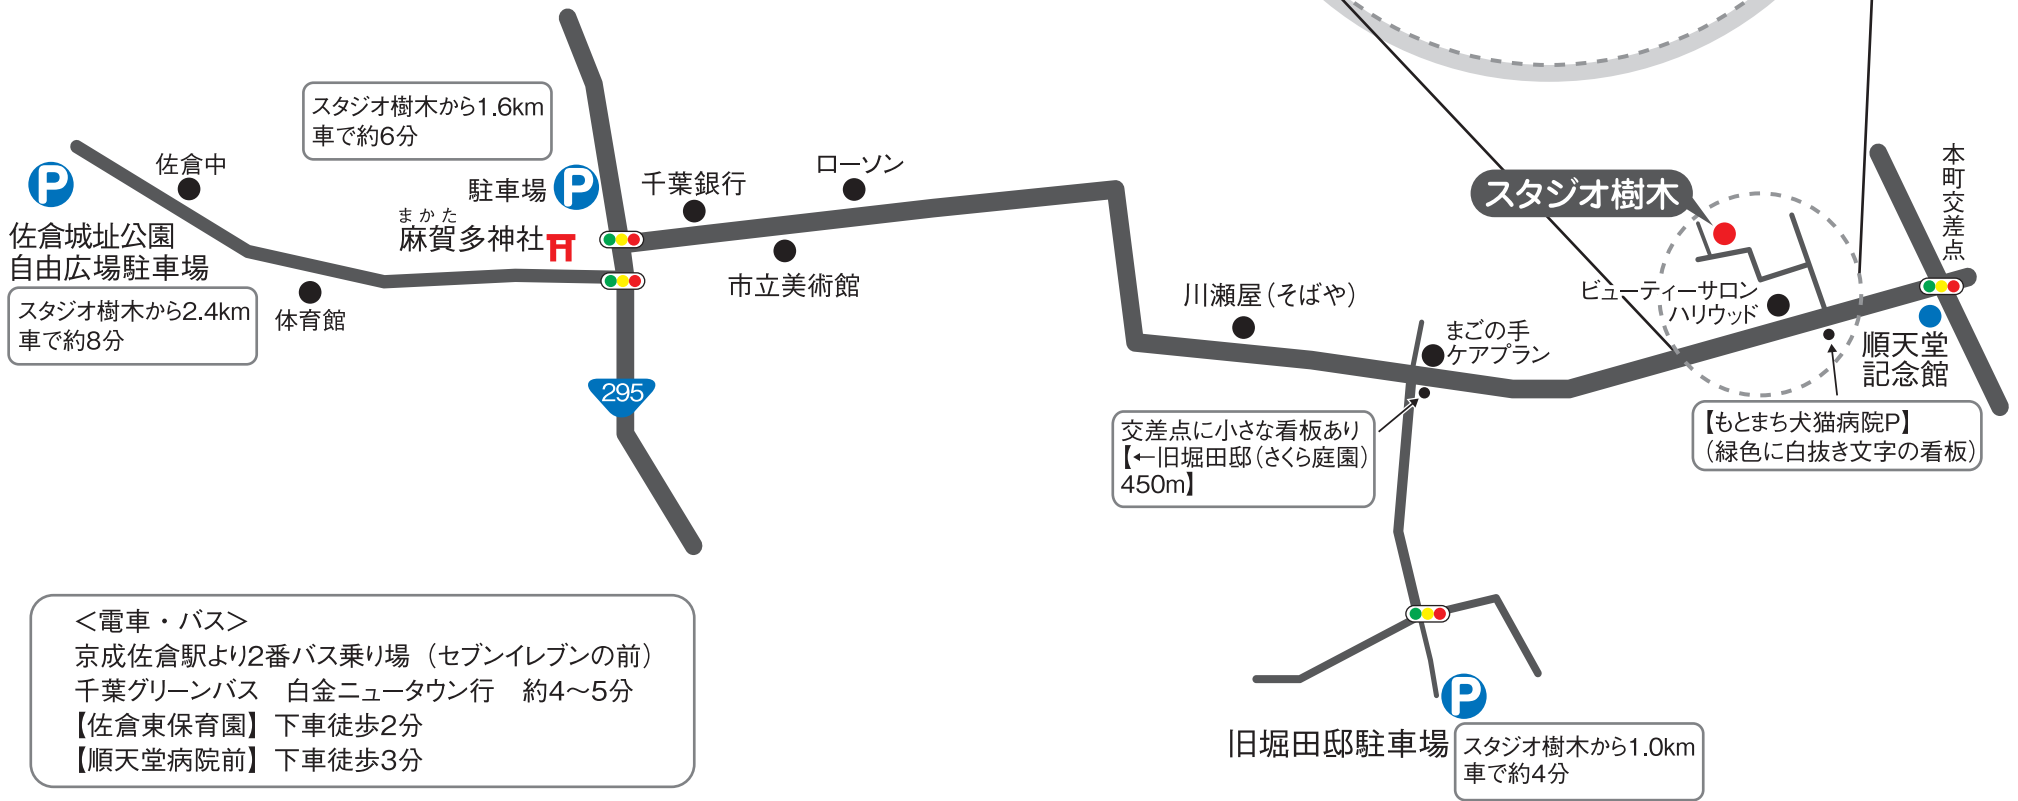 スタジオ樹木から1.6km
車で約6分
P
佐倉中
P
駐車場
まかた
麻賀多神社
千葉銀行
ローソン
佐倉城址公園
自由広場駐車場
スタジオ樹木から2.4km
車で約8分
体育館
市立美術館
295
川瀬屋（そばや）
まごの手
ケアプラン
スタジオ樹木
本町交差点
ビューティーサロン
ハリウッド
順天堂
記念館
交差点に小さな看板あり
【←旧堀田邸（さくら庭園）
450m】
【もとまち犬猫病院P】
（緑色に白抜き文字の看板）
P
旧堀田邸駐車場
スタジオ樹木から1.0km
車で約4分
＜電車・バス＞
京成佐倉駅より2番バス乗り場 （セブンイレブンの前）
千葉グリーンバス　白金ニュータウン行　約4〜5分
【佐倉東保育園】 下車徒歩2分
【順天堂病院前】 下車徒歩3分